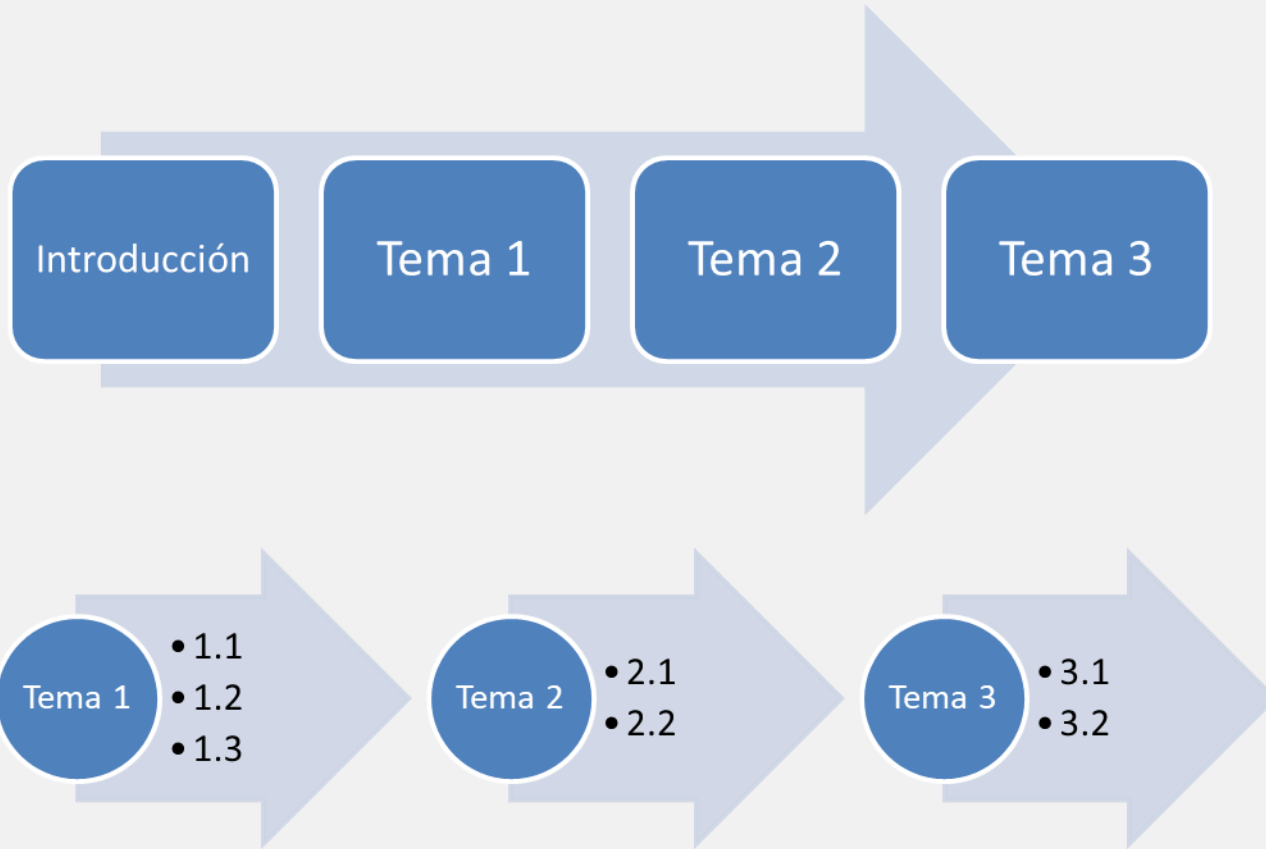 Introducción
Tema 1
Tema 2
Tema 3
Tema 1
• 1.1
• 1.2
• 1.3
Tema 2
• 2.1
• 2.2
Tema 3
• 3.1
• 3.2